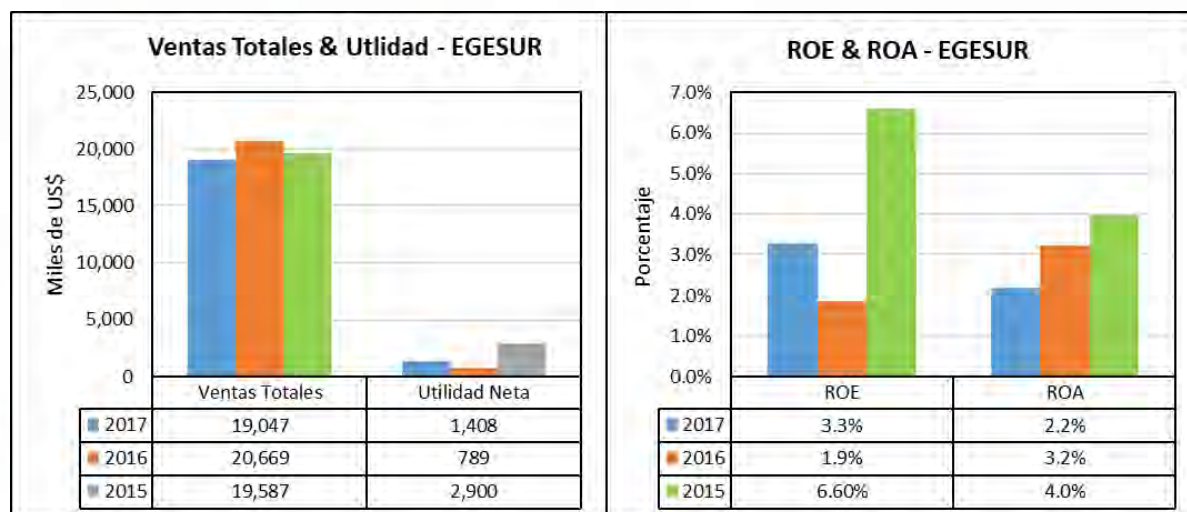 Ventas Totales & Utlidad - EGESUR
Miles de US$
25,000
20,000
15,000
10,000
5,000
0
Ventas Totales Utilidad Neta
2017 19,047 1,408
2016 20,669 789
2015 19,587 2,900
ROE & ROA - EGESUR
Porcentaje
7.0%
6.0%
5.0%
4.0%
3.0%
2.0%
1.0%
0.0%
ROE ROA
2017 3.3% 2.2%
2016 1.9% 3.2%
2015 6.60% 4.0%